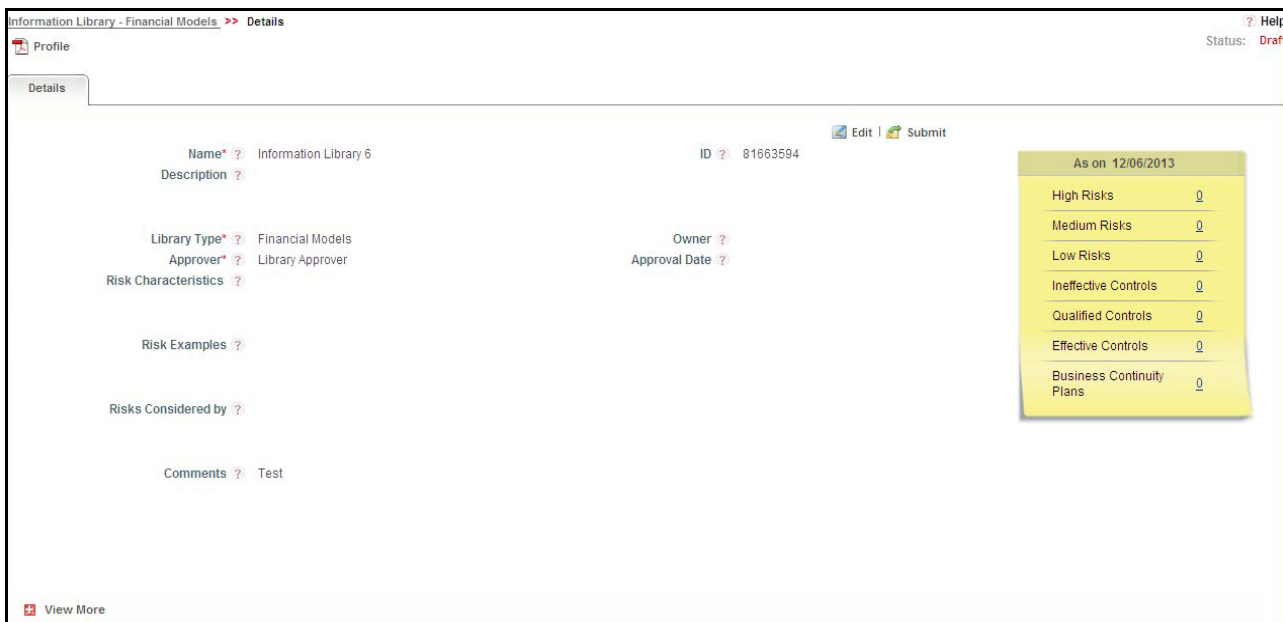 Information Library - Financial Models >> Details
? Help
Profile
Status: Draf
Details
Edit | Submit
Name* ? Information Library 6
ID ? 81663594
Description ?
Library Type* ? Financial Models
Owner ?
Approver* ? Library Approver
Approval Date ?
Risk Characteristics ?
Risk Examples ?
Risks Considered by ?
Comments ? Test
As on 12/06/2013
High Risks 0
Medium Risks 0
Low Risks 0
Ineffective Controls 0
Qualified Controls 0
Effective Controls 0
Business Continuity
Plans 0
View More